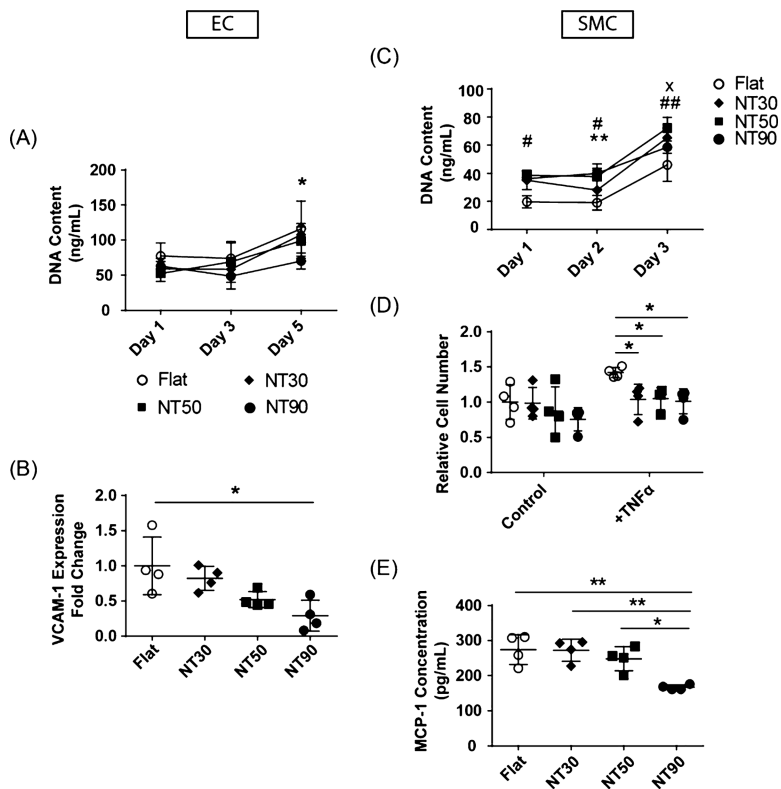 EC
SMC
(A)
DNA Content
(ng/mL)
200
150
100
50
0
*
Day 1
Day 3
Day 5
Flat
NT30
NT50
NT90
(B)
VCAM-1 Expression
Fold Change
2.0
1.5
1.0
0.5
0.0
*
Flat
NT30
NT50
NT90
(C)
Flat
NT30
NT50
NT90
DNA Content
(ng/mL)
100
80
60
40
20
0
#
#
**
x
##
Day 1
Day 2
Day 3
(D)
Relative Cell Number
2.0
1.5
1.0
0.5
0.0
*
*
*
Control
+TNFα
(E)
MCP-1 Concentration
(pg/mL)
400
300
200
100
0
**
**
*
Flat
NT30
NT50
NT90